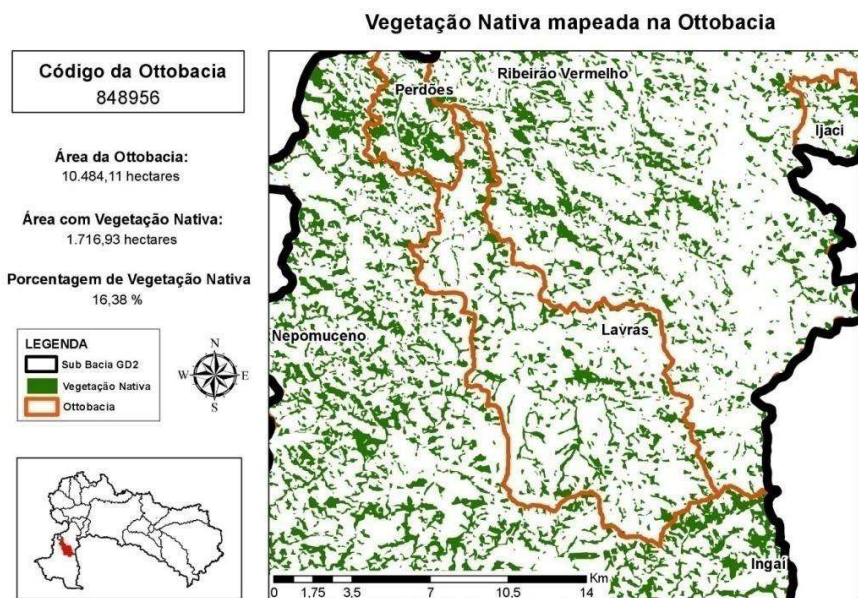 Vegetação Nativa mapeada na Ottobacia
Código da Ottobacia
848956
Área da Ottobacia:
10.484,11 hectares
Área com Vegetação Nativa:
1.716,93 hectares
Porcentagem de Vegetação Nativa
16,38 %
LEGENDA
Sub Bacia GD2
Vegetação Nativa
Ottobacia
N
W
E
S
Ribeirão Vermelho
Perdões
Ijaci
Lavras
Nepomuceno
Ingaí
Km
0 1,75 3,5 7 10,5 14